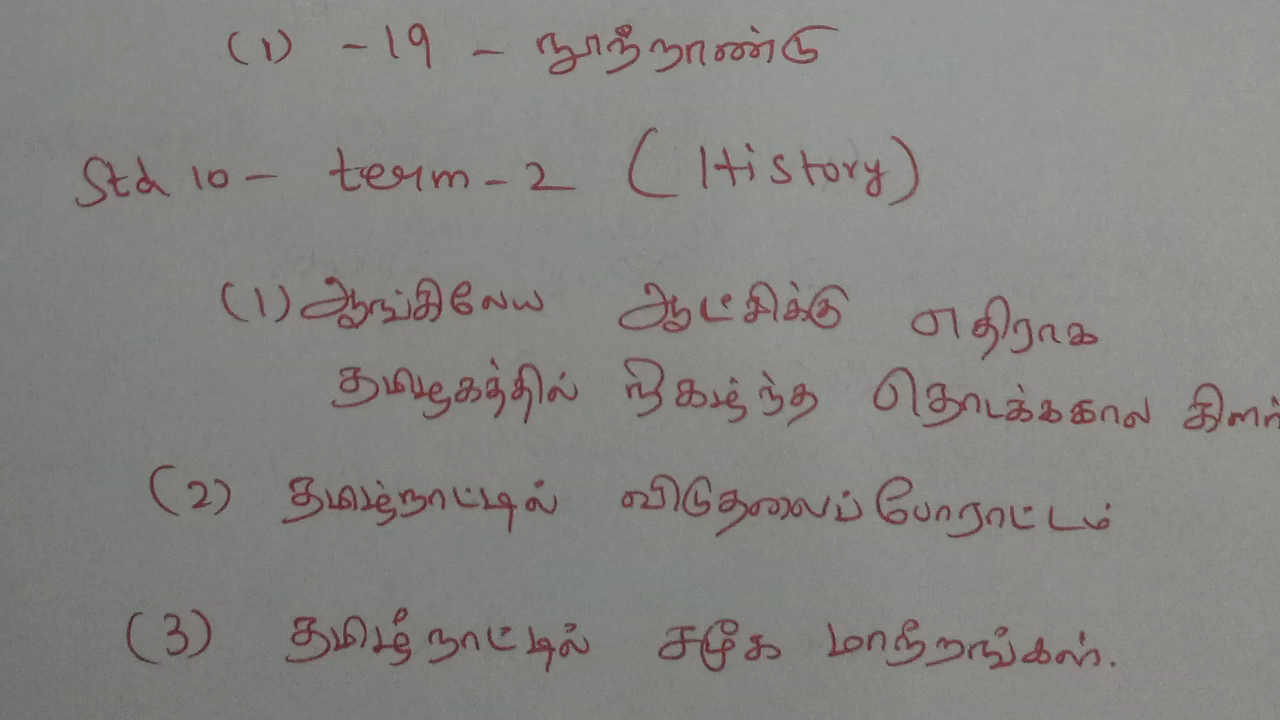 (1) - 19 - நூற்றாண்டு
Std 10 - term - 2 (History)
(1) ஆங்கிலேய ஆட்சிக்கு எதிராக
தமிழகத்தில் நிகழ்ந்த தொடக்ககால கிளர்
(2) தமிழ்நாட்டில் விடுதலைப் போராட்டம்
(3) தமிழ் நாட்டில் சமூக மாற்றங்கள்.